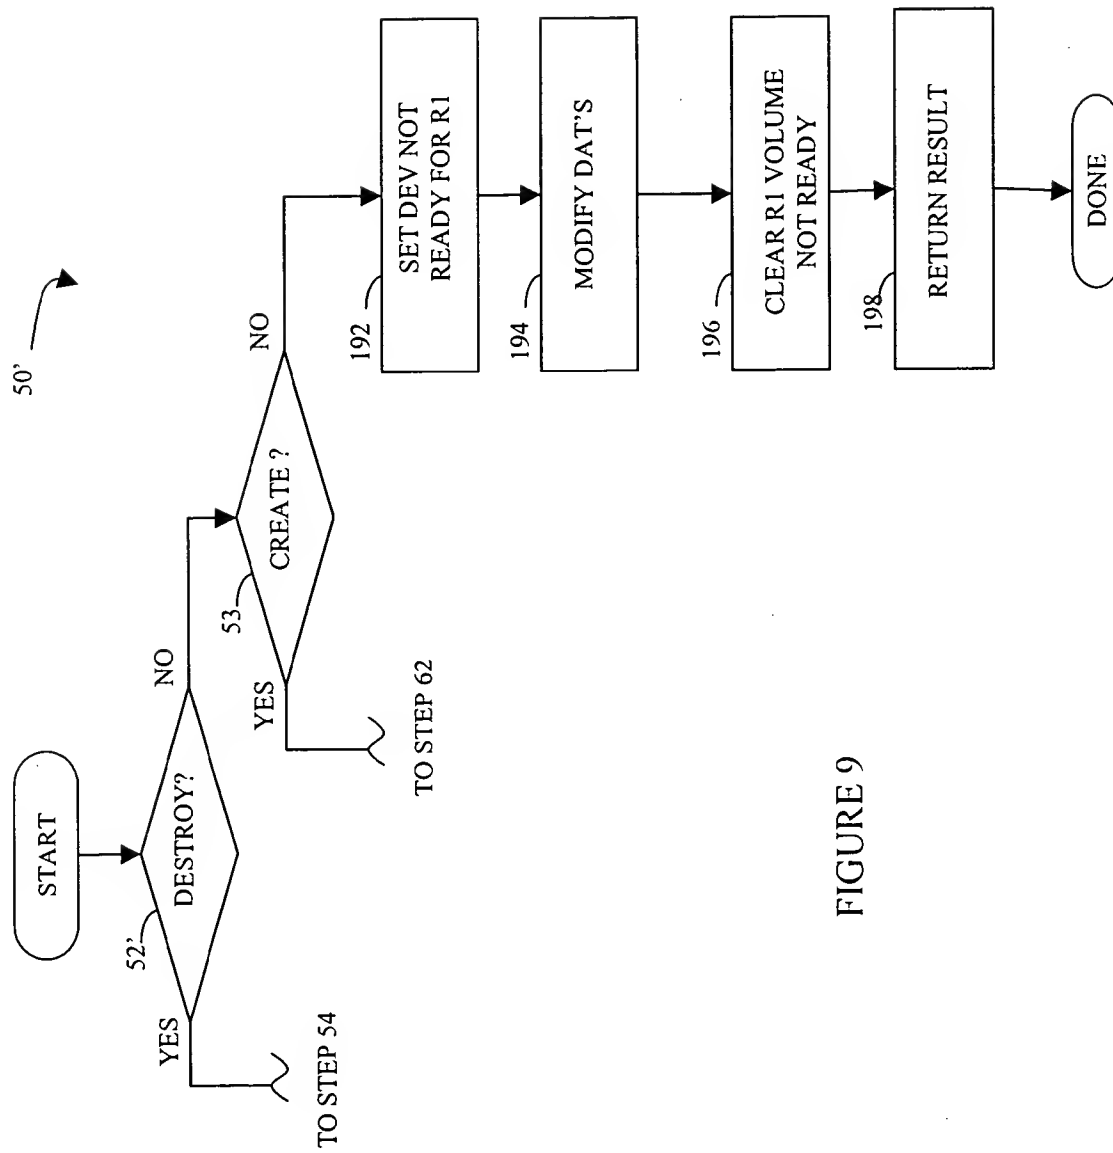 50'
START
DESTROY?
52'
YES
NO
TO STEP 54
CREATE ?
53
YES
NO
TO STEP 62
SET DEV NOT
READY FOR R1
192
MODIFY DAT'S
194
CLEAR R1 VOLUME
NOT READY
196
RETURN RESULT
198
DONE
FIGURE 9